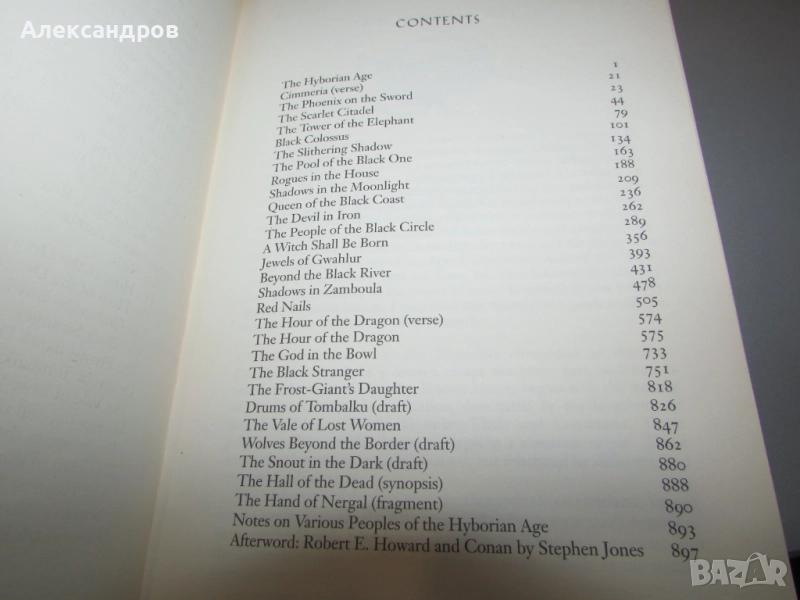 Александров
CONTENTS
The Hyborian Age 1
Cimmeria (verse) 21
The Phoenix on the Sword 23
The Scarlet Citadel 44
The Tower of the Elephant 79
Black Colossus 101
The Slithering Shadow 134
The Pool of the Black One 163
Rogues in the House 188
Shadows in the Moonlight 209
Queen of the Black Coast 236
The Devil in Iron 262
The People of the Black Circle 289
A Witch Shall Be Born 356
Jewels of Gwahlur 393
Beyond the Black River 431
Shadows in Zamboula 478
Red Nails 505
The Hour of the Dragon (verse) 574
The Hour of the Dragon 575
The God in the Bowl 733
The Black Stranger 751
The Frost-Giant's Daughter 818
Drums of Tombalku (draft) 826
The Vale of Lost Women 847
Wolves Beyond the Border (draft) 862
The Snout in the Dark (draft) 880
The Hall of the Dead (synopsis) 888
The Hand of Nergal (fragment) 890
Notes on Various Peoples of the Hyborian Age 893
Afterword: Robert E. Howard and Conan by Stephen Jones 897
BAZAR